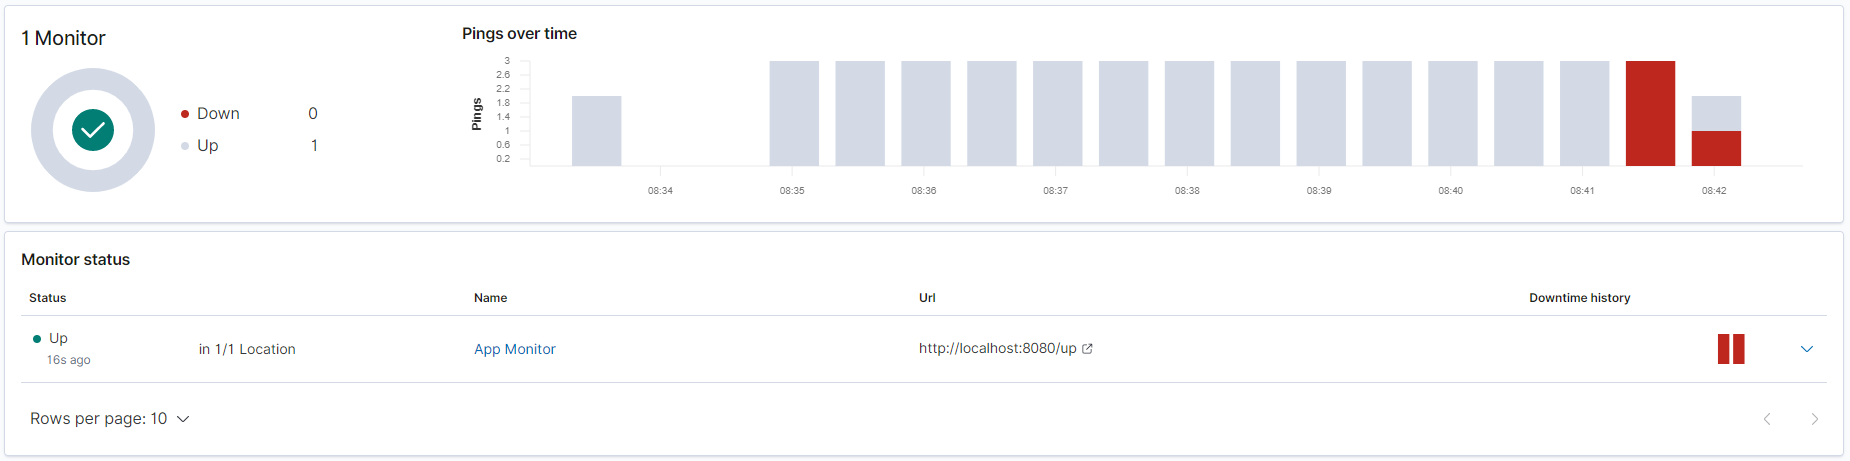 1 Monitor
Down 0
Up 1
Pings over time
Pings
3
2.6
2.2
1.8
1.4
1
0.6
0.2
08:34 08:35 08:36 08:37 08:38 08:39 08:40 08:41 08:42
Monitor status
Status Name Url Downtime history
Up
16s ago
in 1/1 Location
App Monitor
http://localhost:8080/up
Rows per page: 10